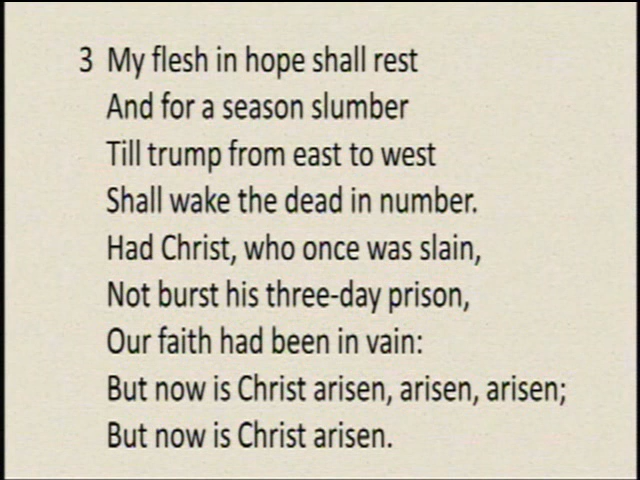 3 My flesh in hope shall rest
And for a season slumber
Till trump from east to west
Shall wake the dead in number.
Had Christ, who once was slain,
Not burst his three-day prison,
Our faith had been in vain:
But now is Christ arisen, arisen, arisen;
But now is Christ arisen.